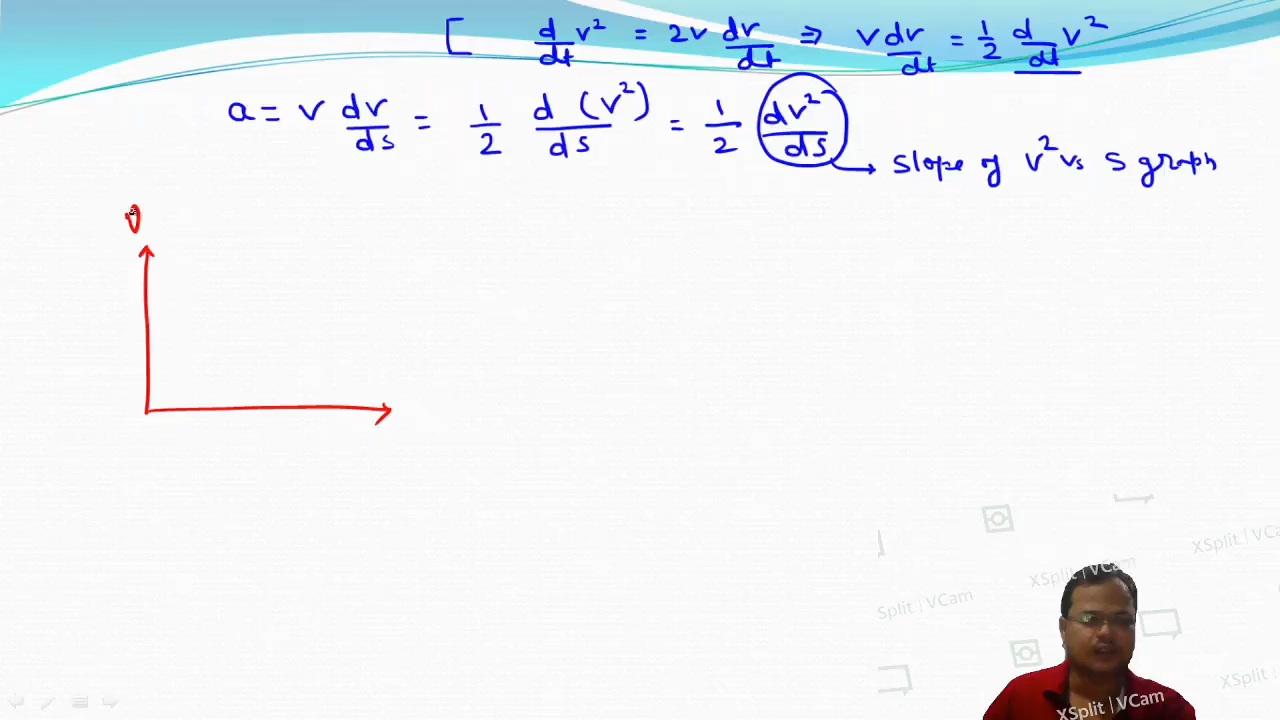 [ d/dt v² = 2v dv/dt ⇒ v dv/dt = 1/2 d/dt v²
a = v dv/ds = 1/2 d(v²)/ds = 1/2 dv²/ds → slope of v² vs s graph
v
XSplit | VCam
XSplit | VCam
Split | VCam
XSplit |
XSplit | VCam